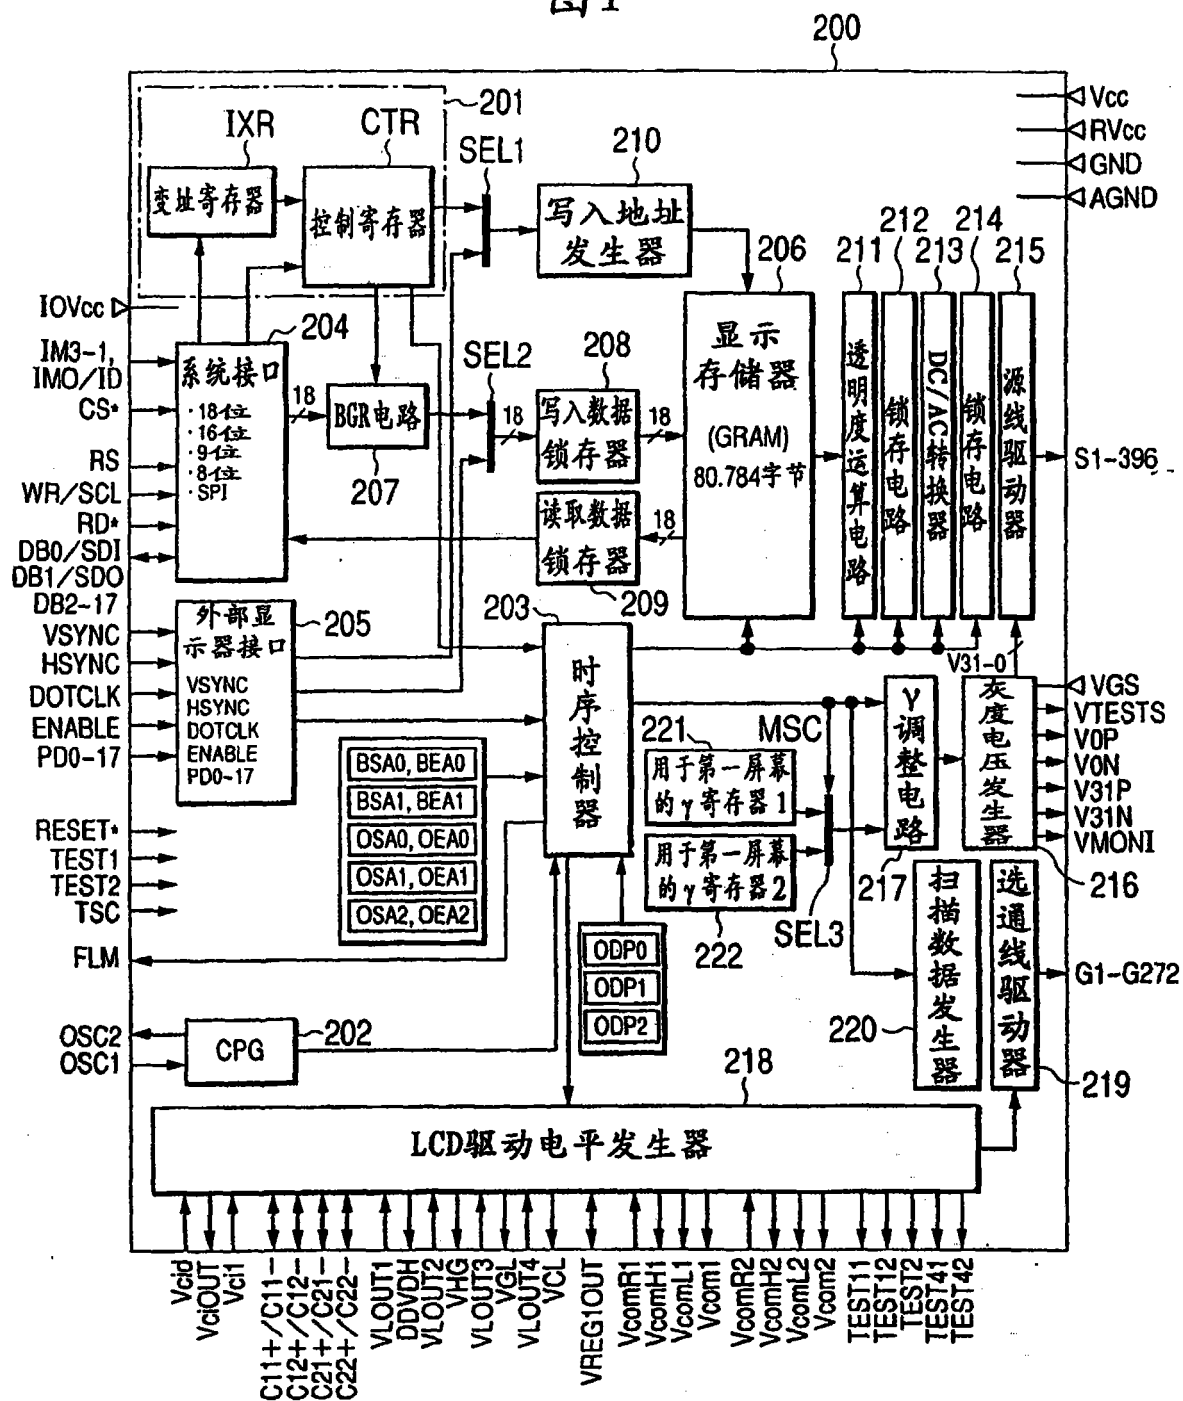 图1
200
201
IXR
CTR
变址寄存器
控制寄存器
SEL1
210
写入地址
发生器
Vcc
RVcc
GND
AGND
IOVcc
204
IM3-1,
IM0/ID
CS*
RS
WR/SCL
RD*
DB0/SDI
DB1/SDO
DB2-17
系统接口
·18位
·16位
·9位
·8位
·SPI
18
BGR电路
207
SEL2
18
208
写入数据
锁存器
18
读取数据
锁存器
18
209
206
显示
存储器
(GRAM)
80.784字节
211
透明度运算电路
212
锁存电路
213
DC/AC转换器
214
锁存电路
215
源线驱动器
S1-396
VSYNC
HSYNC
DOTCLK
ENABLE
PD0-17
外部显
示器接口
205
VSYNC
HSYNC
DOTCLK
ENABLE
PD0-17
203
时序控制器
BSA0, BEA0
BSA1, BEA1
OSA0, OEA0
OSA1, OEA1
OSA2, OEA2
ODP0
ODP1
ODP2
MSC
221
用于第一屏幕
的γ寄存器1
用于第一屏幕
的γ寄存器2
222
SEL3
γ调整电路
217
V31-0
灰度电压发生器
216
VGS
VTESTS
V0P
V0N
V31P
V31N
VMONI
RESET*
TEST1
TEST2
TSC
FLM
OSC2
OSC1
CPG
202
扫描数据发生器
220
选通线驱动器
219
G1-G272
218
LCD驱动电平发生器
Vcid
VciOUT
Vci1
C11+/C11-
C12+/C12-
C21+/C21-
C22+/C22-
VLOUT1
DDVDH
VLOUT2
VHG
VLOUT3
VGL
VLOUT4
VCL
VREG1OUT
VcomR1
VcomH1
VcomL1
Vcom1
VcomR2
VcomH2
VcomL2
Vcom2
TEST11
TEST12
TEST2
TEST41
TEST42